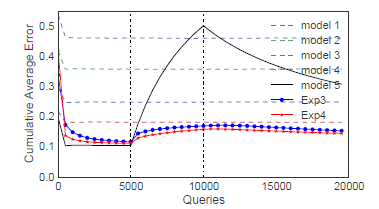 Cumulative Average Error
0.5
0.4
0.3
0.2
0.1
0.0
0
5000
10000
15000
20000
Queries
model 1
model 2
model 3
model 4
model 5
Exp3
Exp4